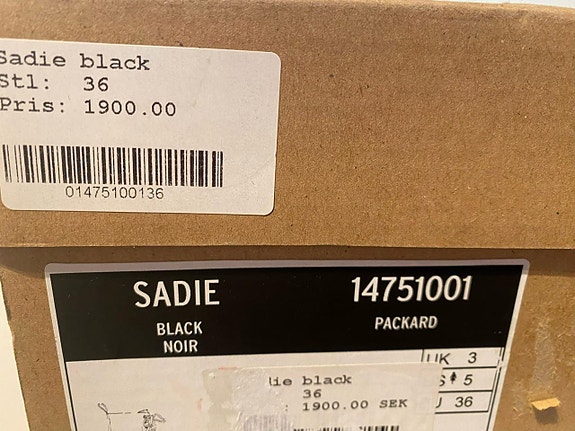 Sadie black
Stl: 36
Pris: 1900.00
01475100136
SADIE 14751001
BLACK PACKARD
NOIR
UK 3
5
36
black
36
: 1900.00 SEK